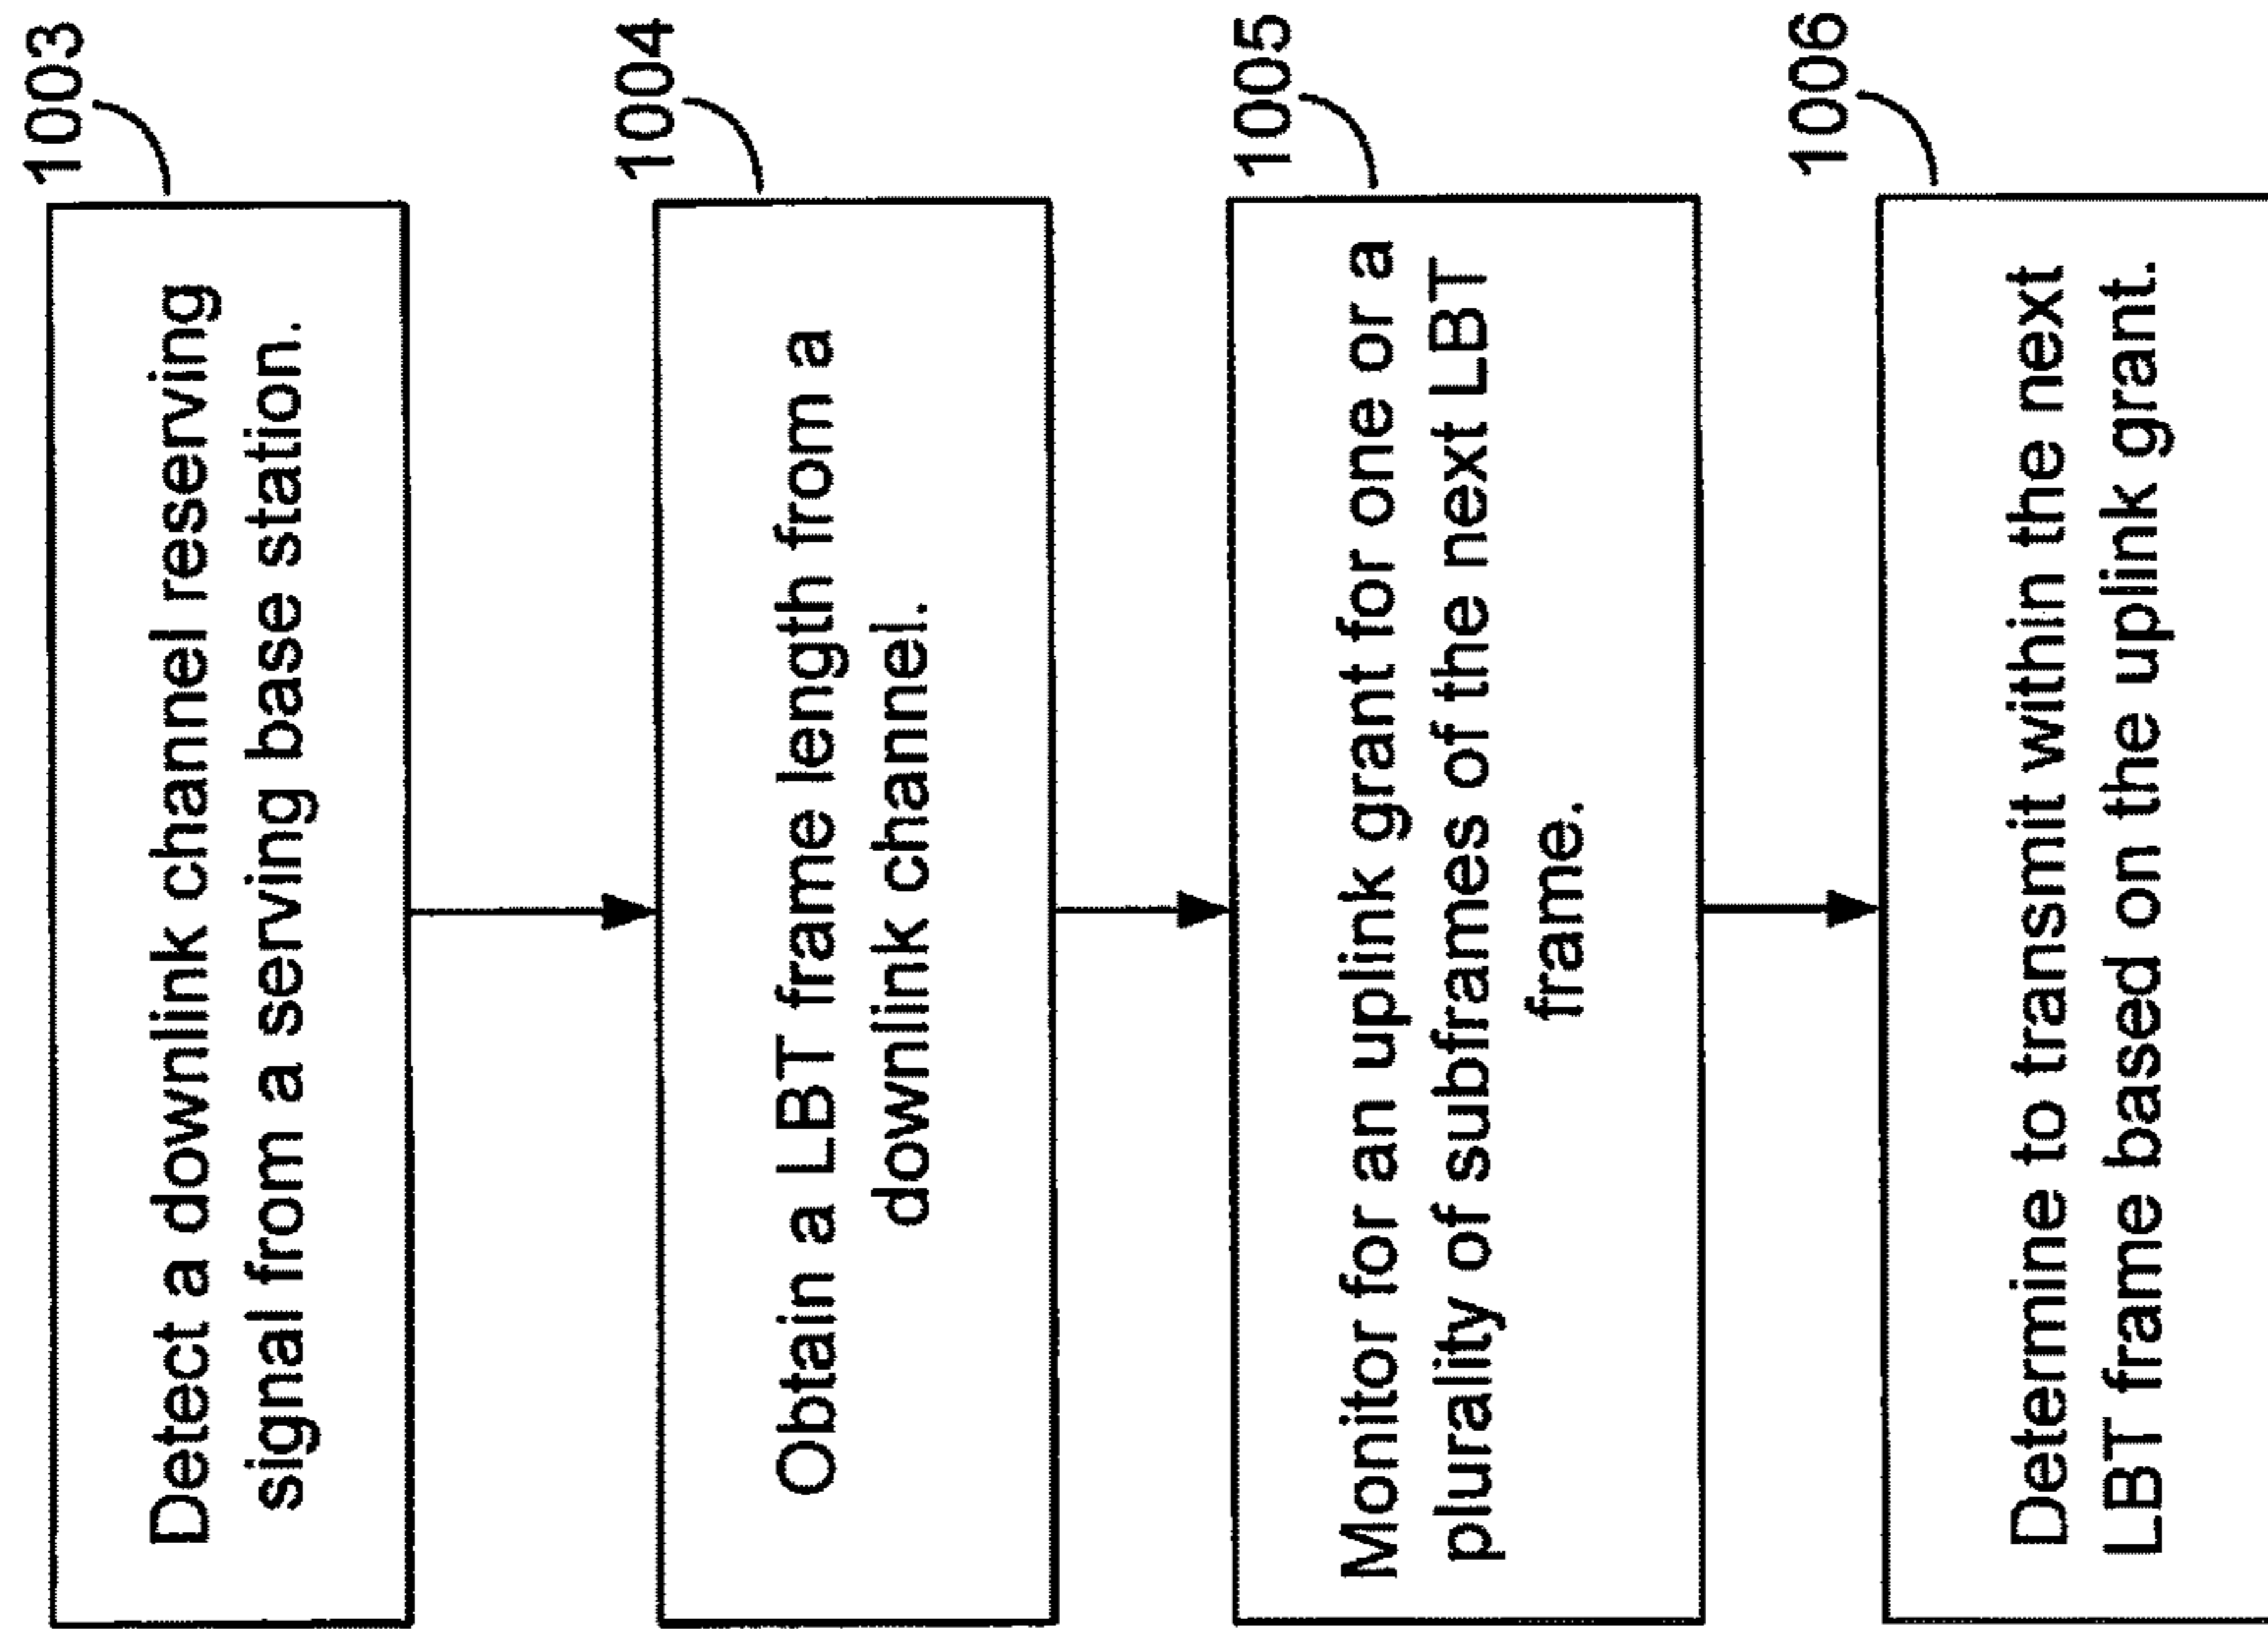 1003
Detect a downlink channel reserving
signal from a serving base station.
1004
Obtain a LBT frame length from a
downlink channel.
1005
Monitor for an uplink grant for one or a
plurality of subframes of the next LBT
frame.
1006
Determine to transmit within the next
LBT frame based on the uplink grant.